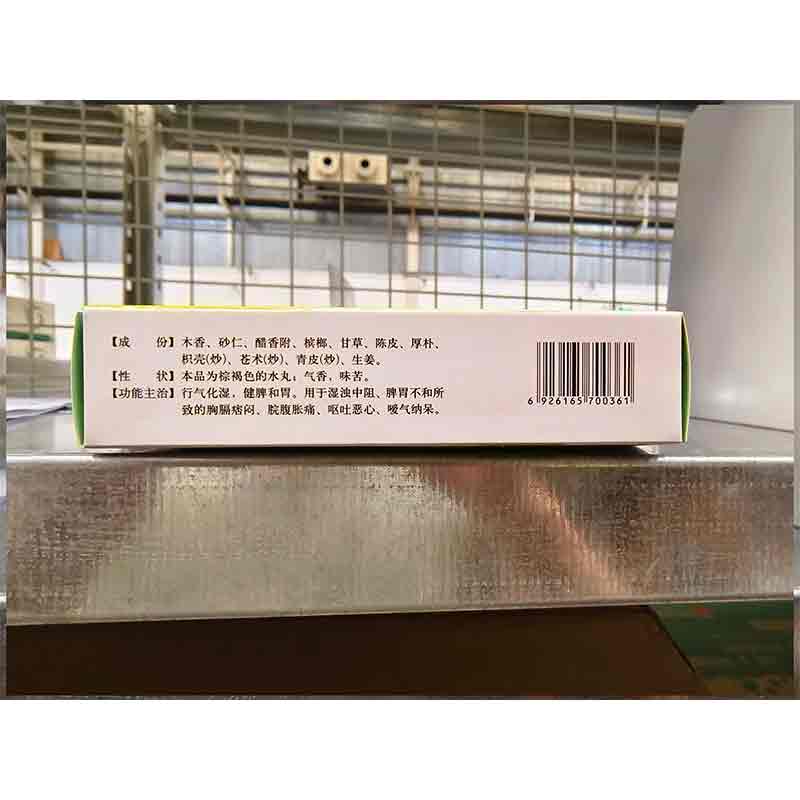 【成 份】木香、砂仁、醋香附、槟榔、甘草、陈皮、厚朴、
枳壳(炒)、苍术(炒)、青皮(炒)、生姜。
【性 状】本品为棕褐色的水丸;气香,味苦。
【功能主治】行气化湿,健脾和胃。用于湿浊中阻、脾胃不和所
致的胸膈痞闷、脘腹胀痛、呕吐恶心、嗳气纳呆。
6 926165 700361